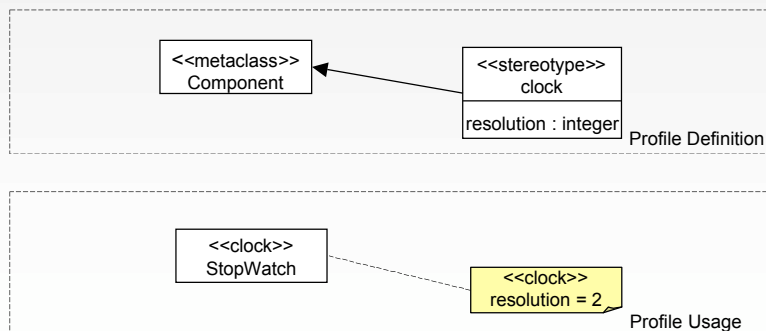 <<metaclass>>
Component
<<stereotype>>
clock
resolution : integer
Profile Definition
<<clock>>
StopWatch
<<clock>>
resolution = 2
Profile Usage